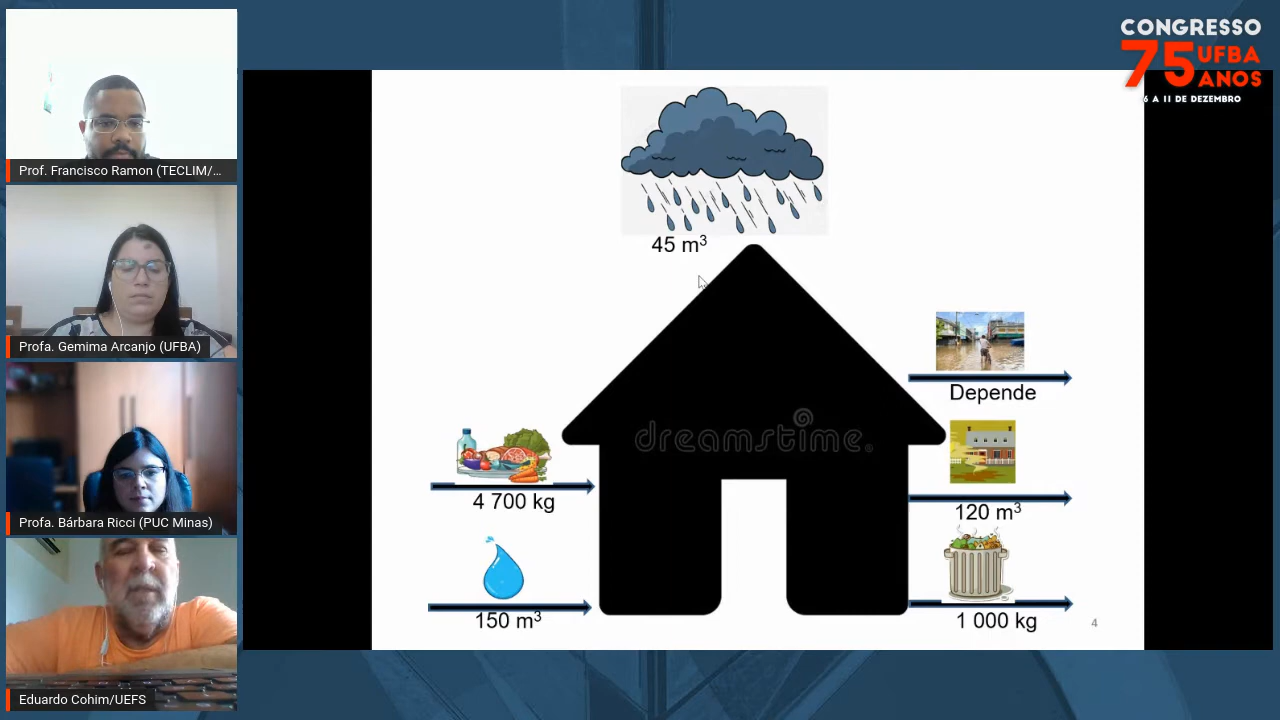 CONGRESSO
75 UFBA
ANOS
6 A 11 DE DEZEMBRO
Prof. Francisco Ramon (TECLIM/...
Profa. Gemima Arcanjo (UFBA)
Profa. Bárbara Ricci (PUC Minas)
Eduardo Cohim/UEFS
45 m³
Depende
dreamstime.
4 700 kg
120 m³
150 m³
1 000 kg
4